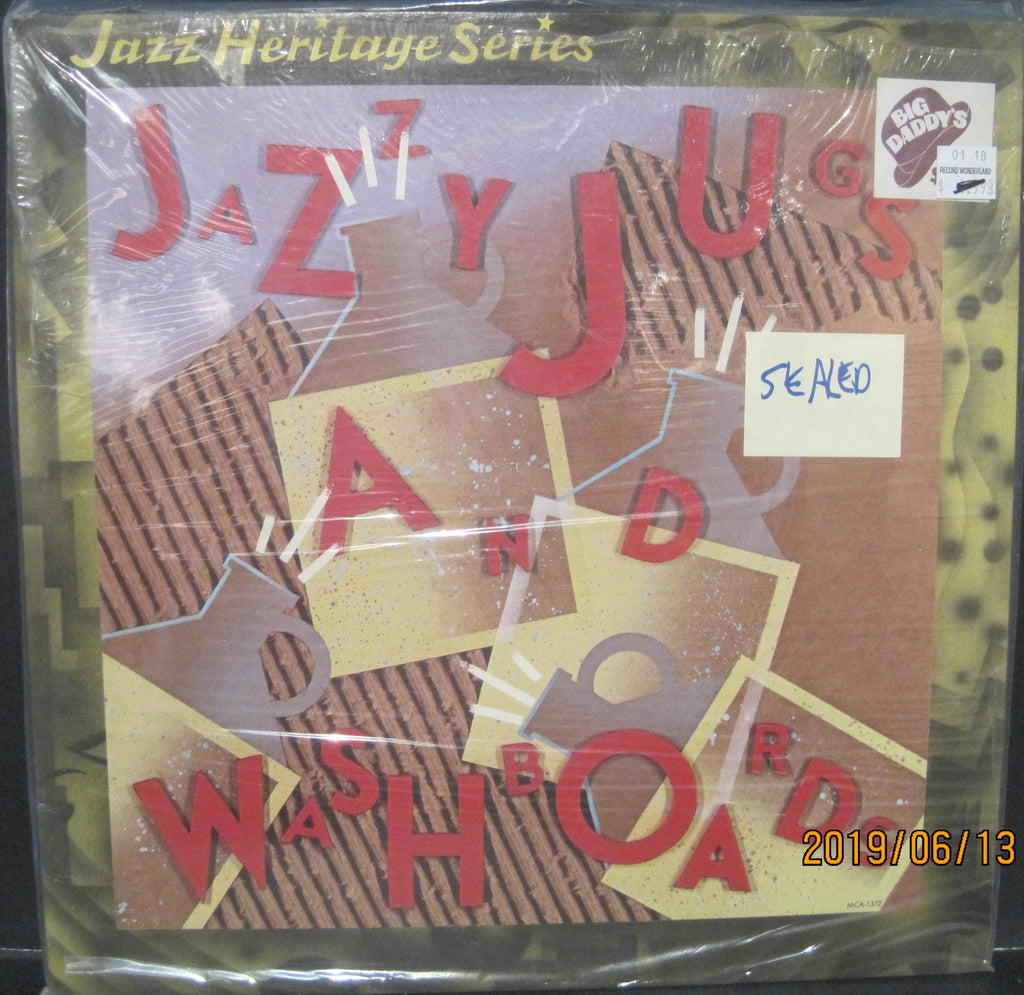 Jazz Heritage Series
BIG
DADDY'S
01 18
RECORD WONDERLAND
JAZZY JUGS
SEALED
AND
WASHBOARDS
2019/06/13
MCA-1372